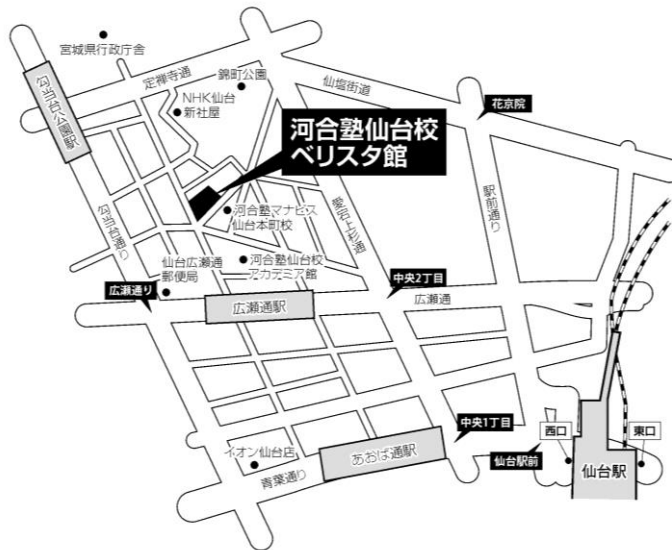 宮城県行政庁舎
勾当台公園駅
定禅寺通
錦町公園
NHK仙台
新社屋
仙塩街道
花京院
河合塾仙台校
ベリスタ館
駅前通り
愛宕上杉通
勾当台通り
河合塾マナビス
仙台本町校
仙台広瀬通
郵便局
河合塾仙台校
アカデミア館
中央2丁目
広瀬通り
広瀬通駅
広瀬通
中央1丁目
西口
東口
仙台駅前
仙台駅
イオン仙台店
あおば通駅
青葉通り